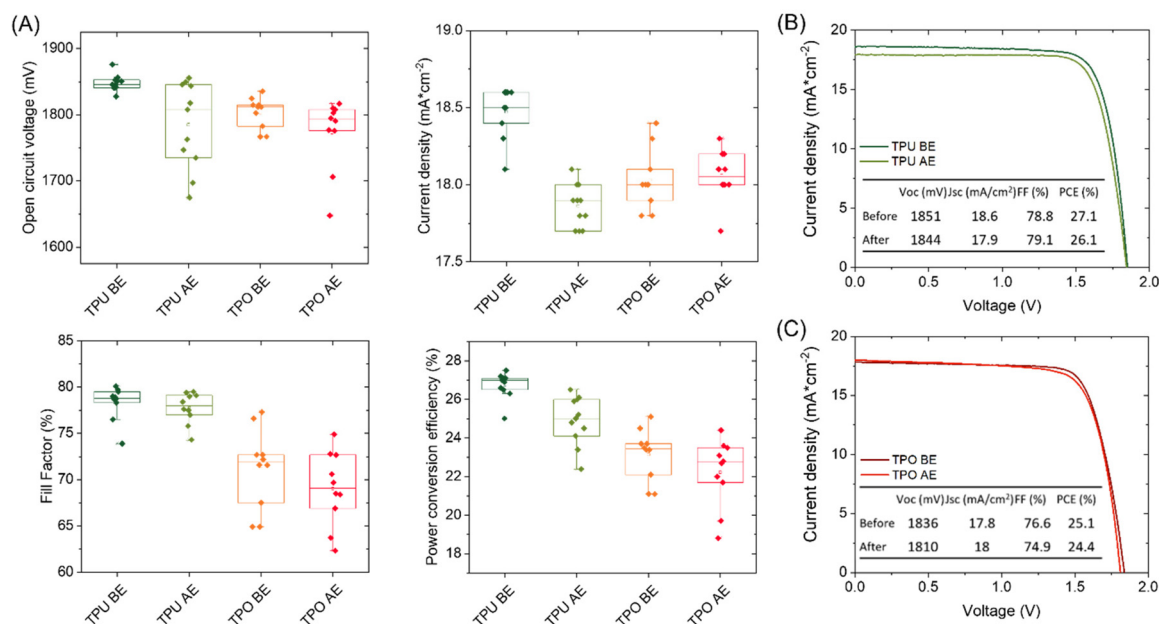 (A)
1900
1800
1700
1600
Open circuit voltage (mV)
TPU BE
TPU AE
TPO BE
TPO AE
19.0
18.5
18.0
17.5
Current density (mA*cm⁻²)
TPU BE
TPU AE
TPO BE
TPO AE
85
80
75
70
65
60
Fill Factor (%)
TPU BE
TPU AE
TPO BE
TPO AE
28
27
26
25
24
23
22
21
20
19
18
17
Power conversion efficiency (%)
TPU BE
TPU AE
TPO BE
TPO AE
(B)
20
15
10
5
0
Current density (mA*cm⁻²)
TPU BE
TPU AE
Voc (mV) Jsc (mA/cm²) FF (%) PCE (%)
Before 1851 18.6 78.8 27.1
After 1844 17.9 79.1 26.1
0.0 0.5 1.0 1.5 2.0
Voltage (V)
(C)
20
15
10
5
0
Current density (mA*cm⁻²)
TPO BE
TPO AE
Voc (mV) Jsc (mA/cm²) FF (%) PCE (%)
Before 1836 17.8 76.6 25.1
After 1810 18 74.9 24.4
0.0 0.5 1.0 1.5 2.0
Voltage (V)